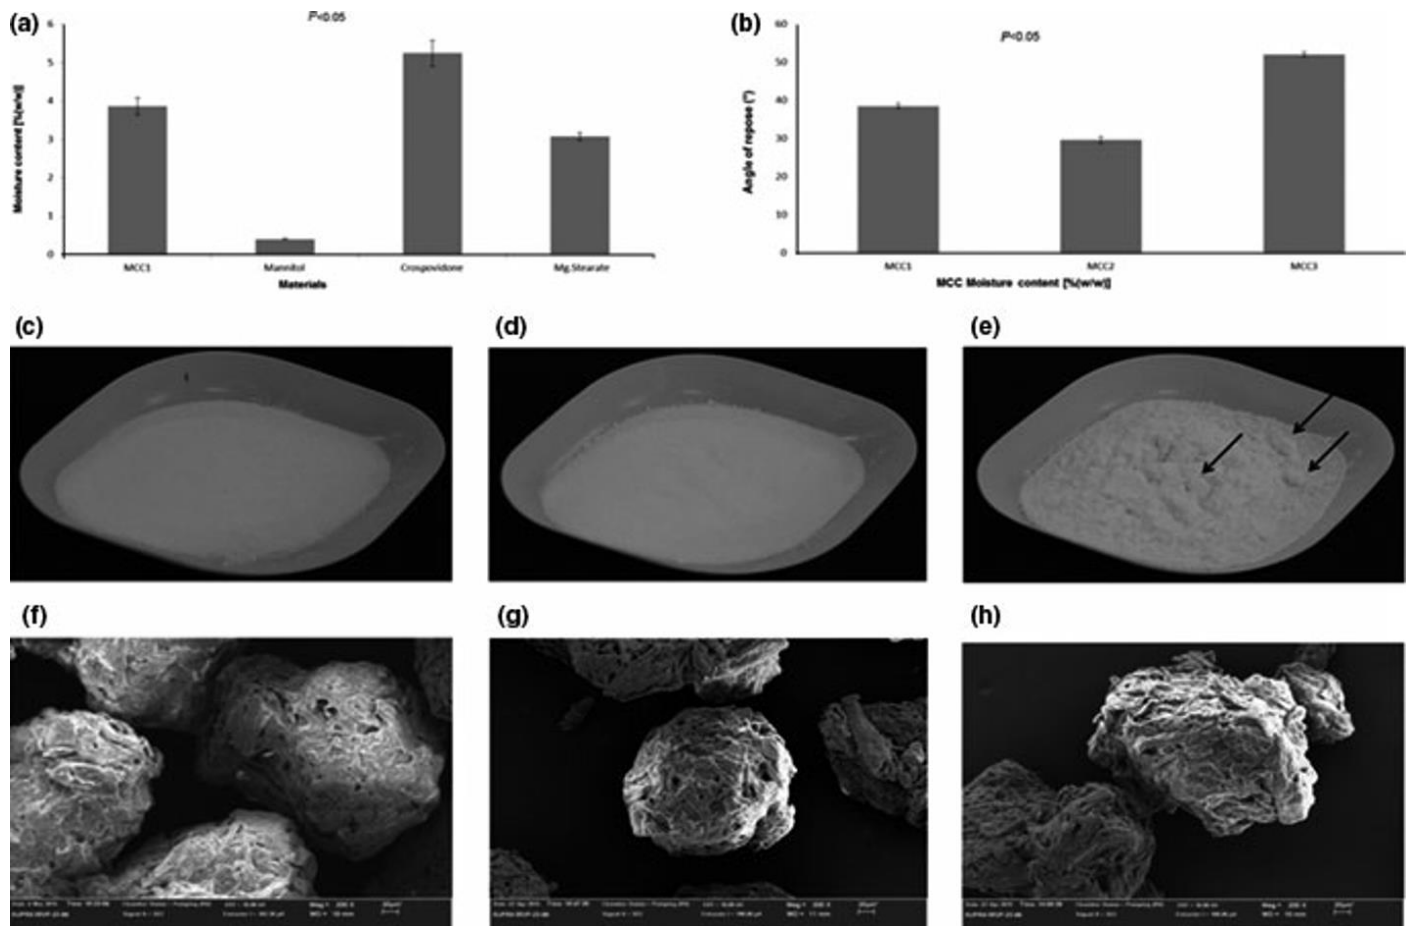 (a)
P<0.05
6
5
4
3
2
1
0
Moisture content [%(w/w)]
MCC1 Mannitol Crospovidone Mg.Stearate
Materials
(b)
P<0.05
60
50
40
30
20
10
0
Angle of repose (°)
MCC1 MCC2 MCC3
MCC Moisture content [%(w/w)]
(c) (d) (e)
(f) (g) (h)